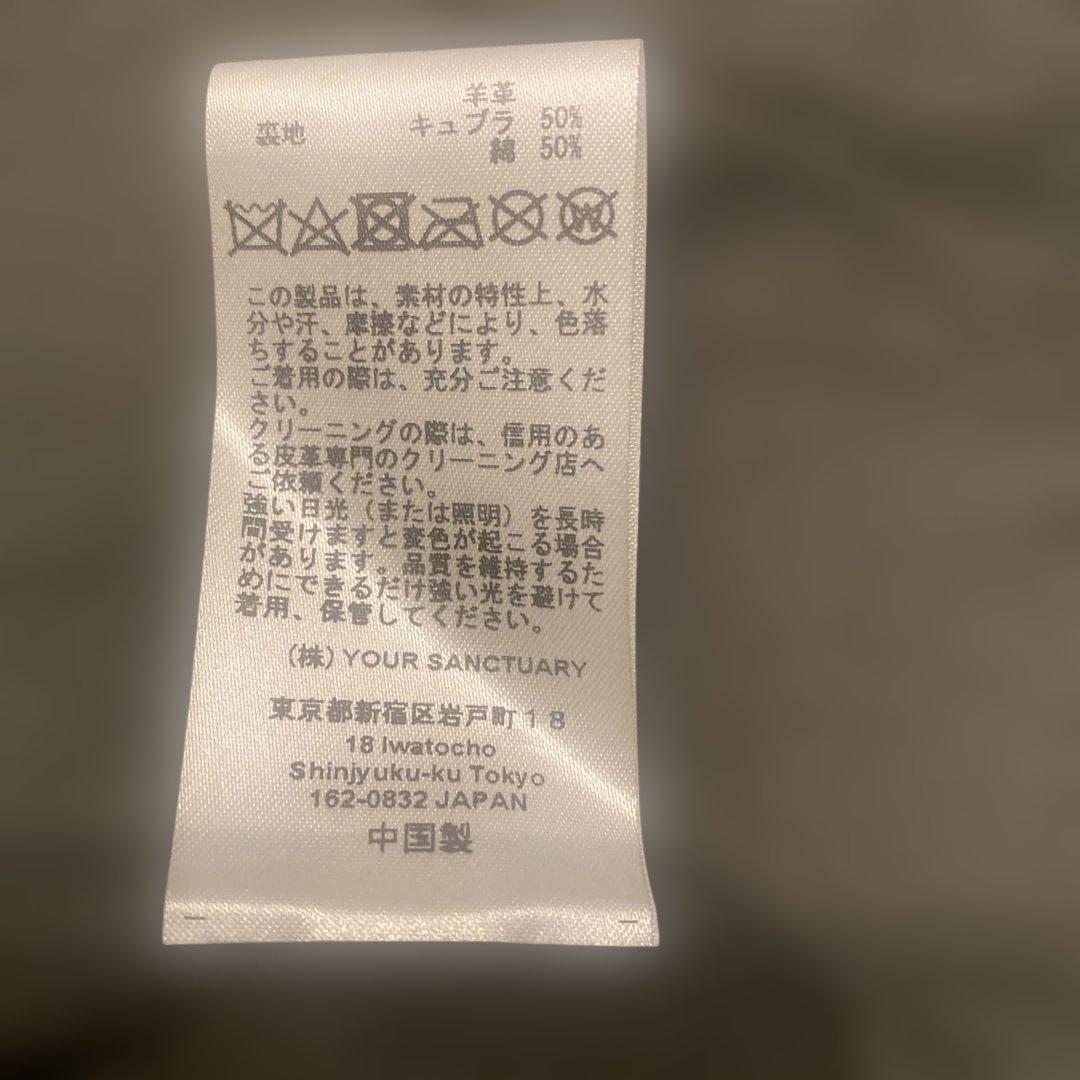 羊革
裏地 キュプラ 50%
綿 50%
W
この製品は、素材の特性上、水
分や汗、摩擦などにより、色落
ちすることがあります。
ご着用の際は、充分ご注意くだ
さい。
クリーニングの際は、信用のあ
る皮革専門のクリーニング店へ
ご依頼ください。
強い日光(または照明)を長時
間受けますと変色が起こる場合
があります。品質を維持するた
めにできるだけ強い光を避けて
着用、保管してください。
(株)YOUR SANCTUARY
東京都新宿区岩戸町18
18 Iwatocho
Shinjyuku-ku Tokyo
162-0832 JAPAN
中国製